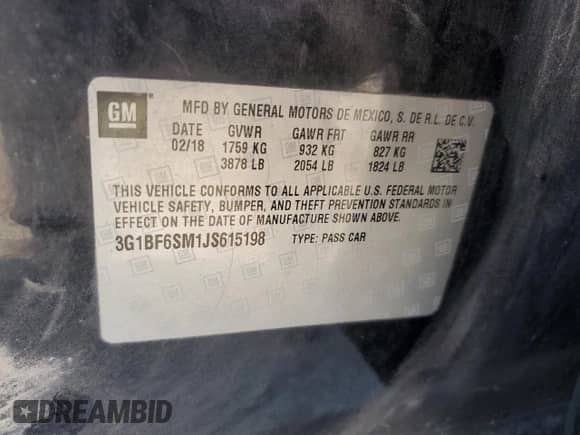 GM
MFD BY GENERAL MOTORS DE MEXICO, S. DE R.L. DE C.V.
DATE GVWR GAWR FRT GAWR RR
02/18 1759 KG 932 KG 827 KG
3878 LB 2054 LB 1824 LB
THIS VEHICLE CONFORMS TO ALL APPLICABLE U.S. FEDERAL MOTOR
VEHICLE SAFETY, BUMPER, AND THEFT PREVENTION STANDARDS IN
EFFECT ON THE DATE OF MANUFACTURE SHOWN ABOVE.
3G1BF6SM1JS615198 TYPE: PASS CAR
DREAMBID